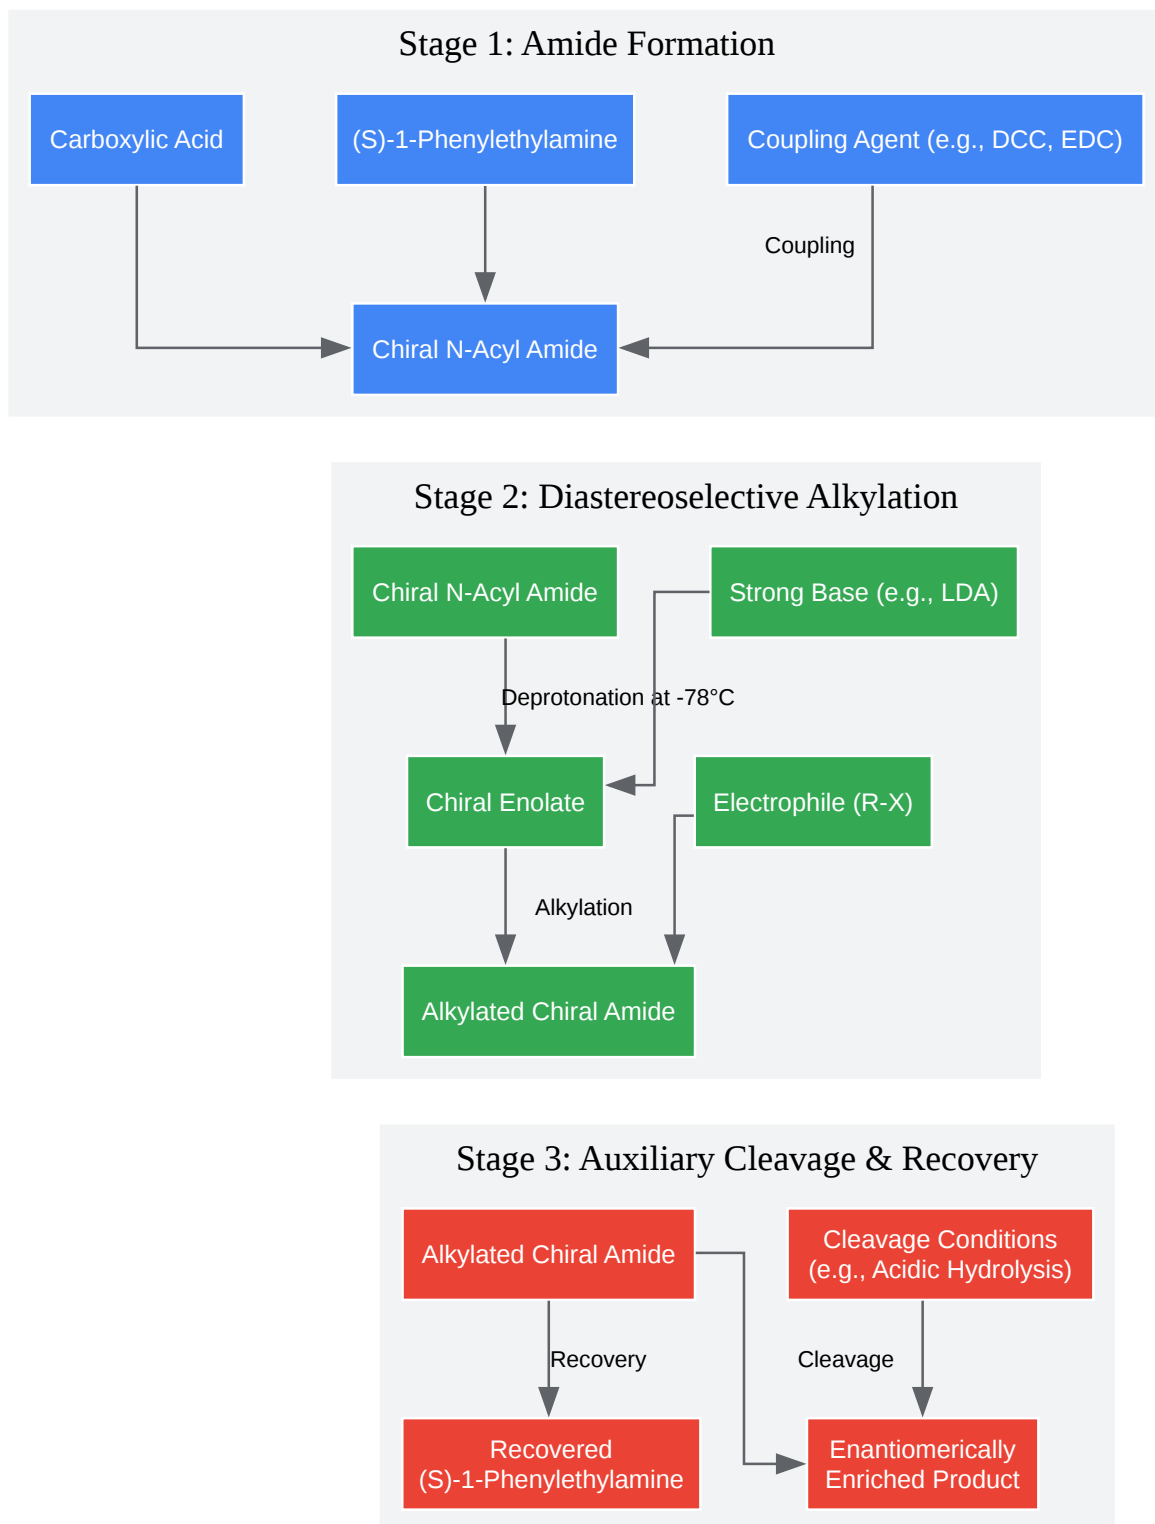 Stage 1: Amide Formation
Carboxylic Acid
(S)-1-Phenylethylamine
Coupling Agent (e.g., DCC, EDC)
Coupling
Chiral N-Acyl Amide
Stage 2: Diastereoselective Alkylation
Chiral N-Acyl Amide
Strong Base (e.g., LDA)
Deprotonation at -78°C
Chiral Enolate
Electrophile (R-X)
Alkylation
Alkylated Chiral Amide
Stage 3: Auxiliary Cleavage & Recovery
Alkylated Chiral Amide
Cleavage Conditions
(e.g., Acidic Hydrolysis)
Recovery
Cleavage
Recovered
(S)-1-Phenylethylamine
Enantiomerically
Enriched Product